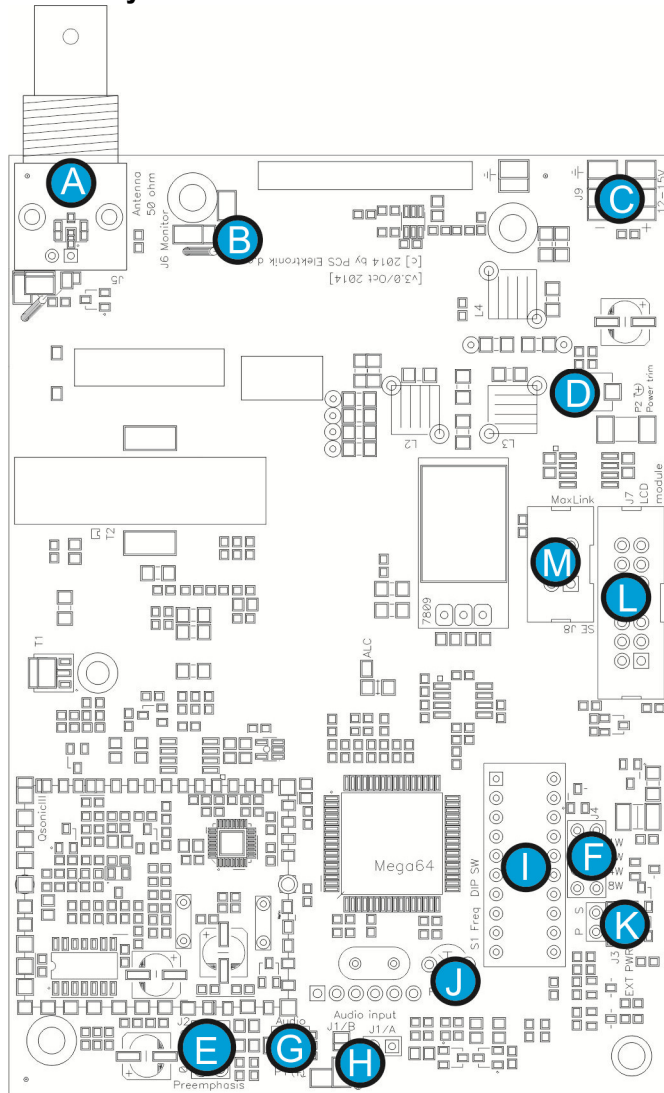 A
Antenna
50 ohm
J5
J6 Monitor
B
[c] 2014 by PCS Elektronik d
[v3.0/Oct 2014]
J9
C
2-15V
-
+
L4
D
P2
Power trim
L2
L3
MaxLink
J7
LCD
module
M
L
SE J8
7809
T2
T1
ALC
QsonicIII
Mega64
S1 Freq DIP SW
I
J4
F
W
8W
S
P
K
J3
EXT PWR
J
Audio input
J1/B
J1/A
J2
E
Preemphasis
Audio
G
H